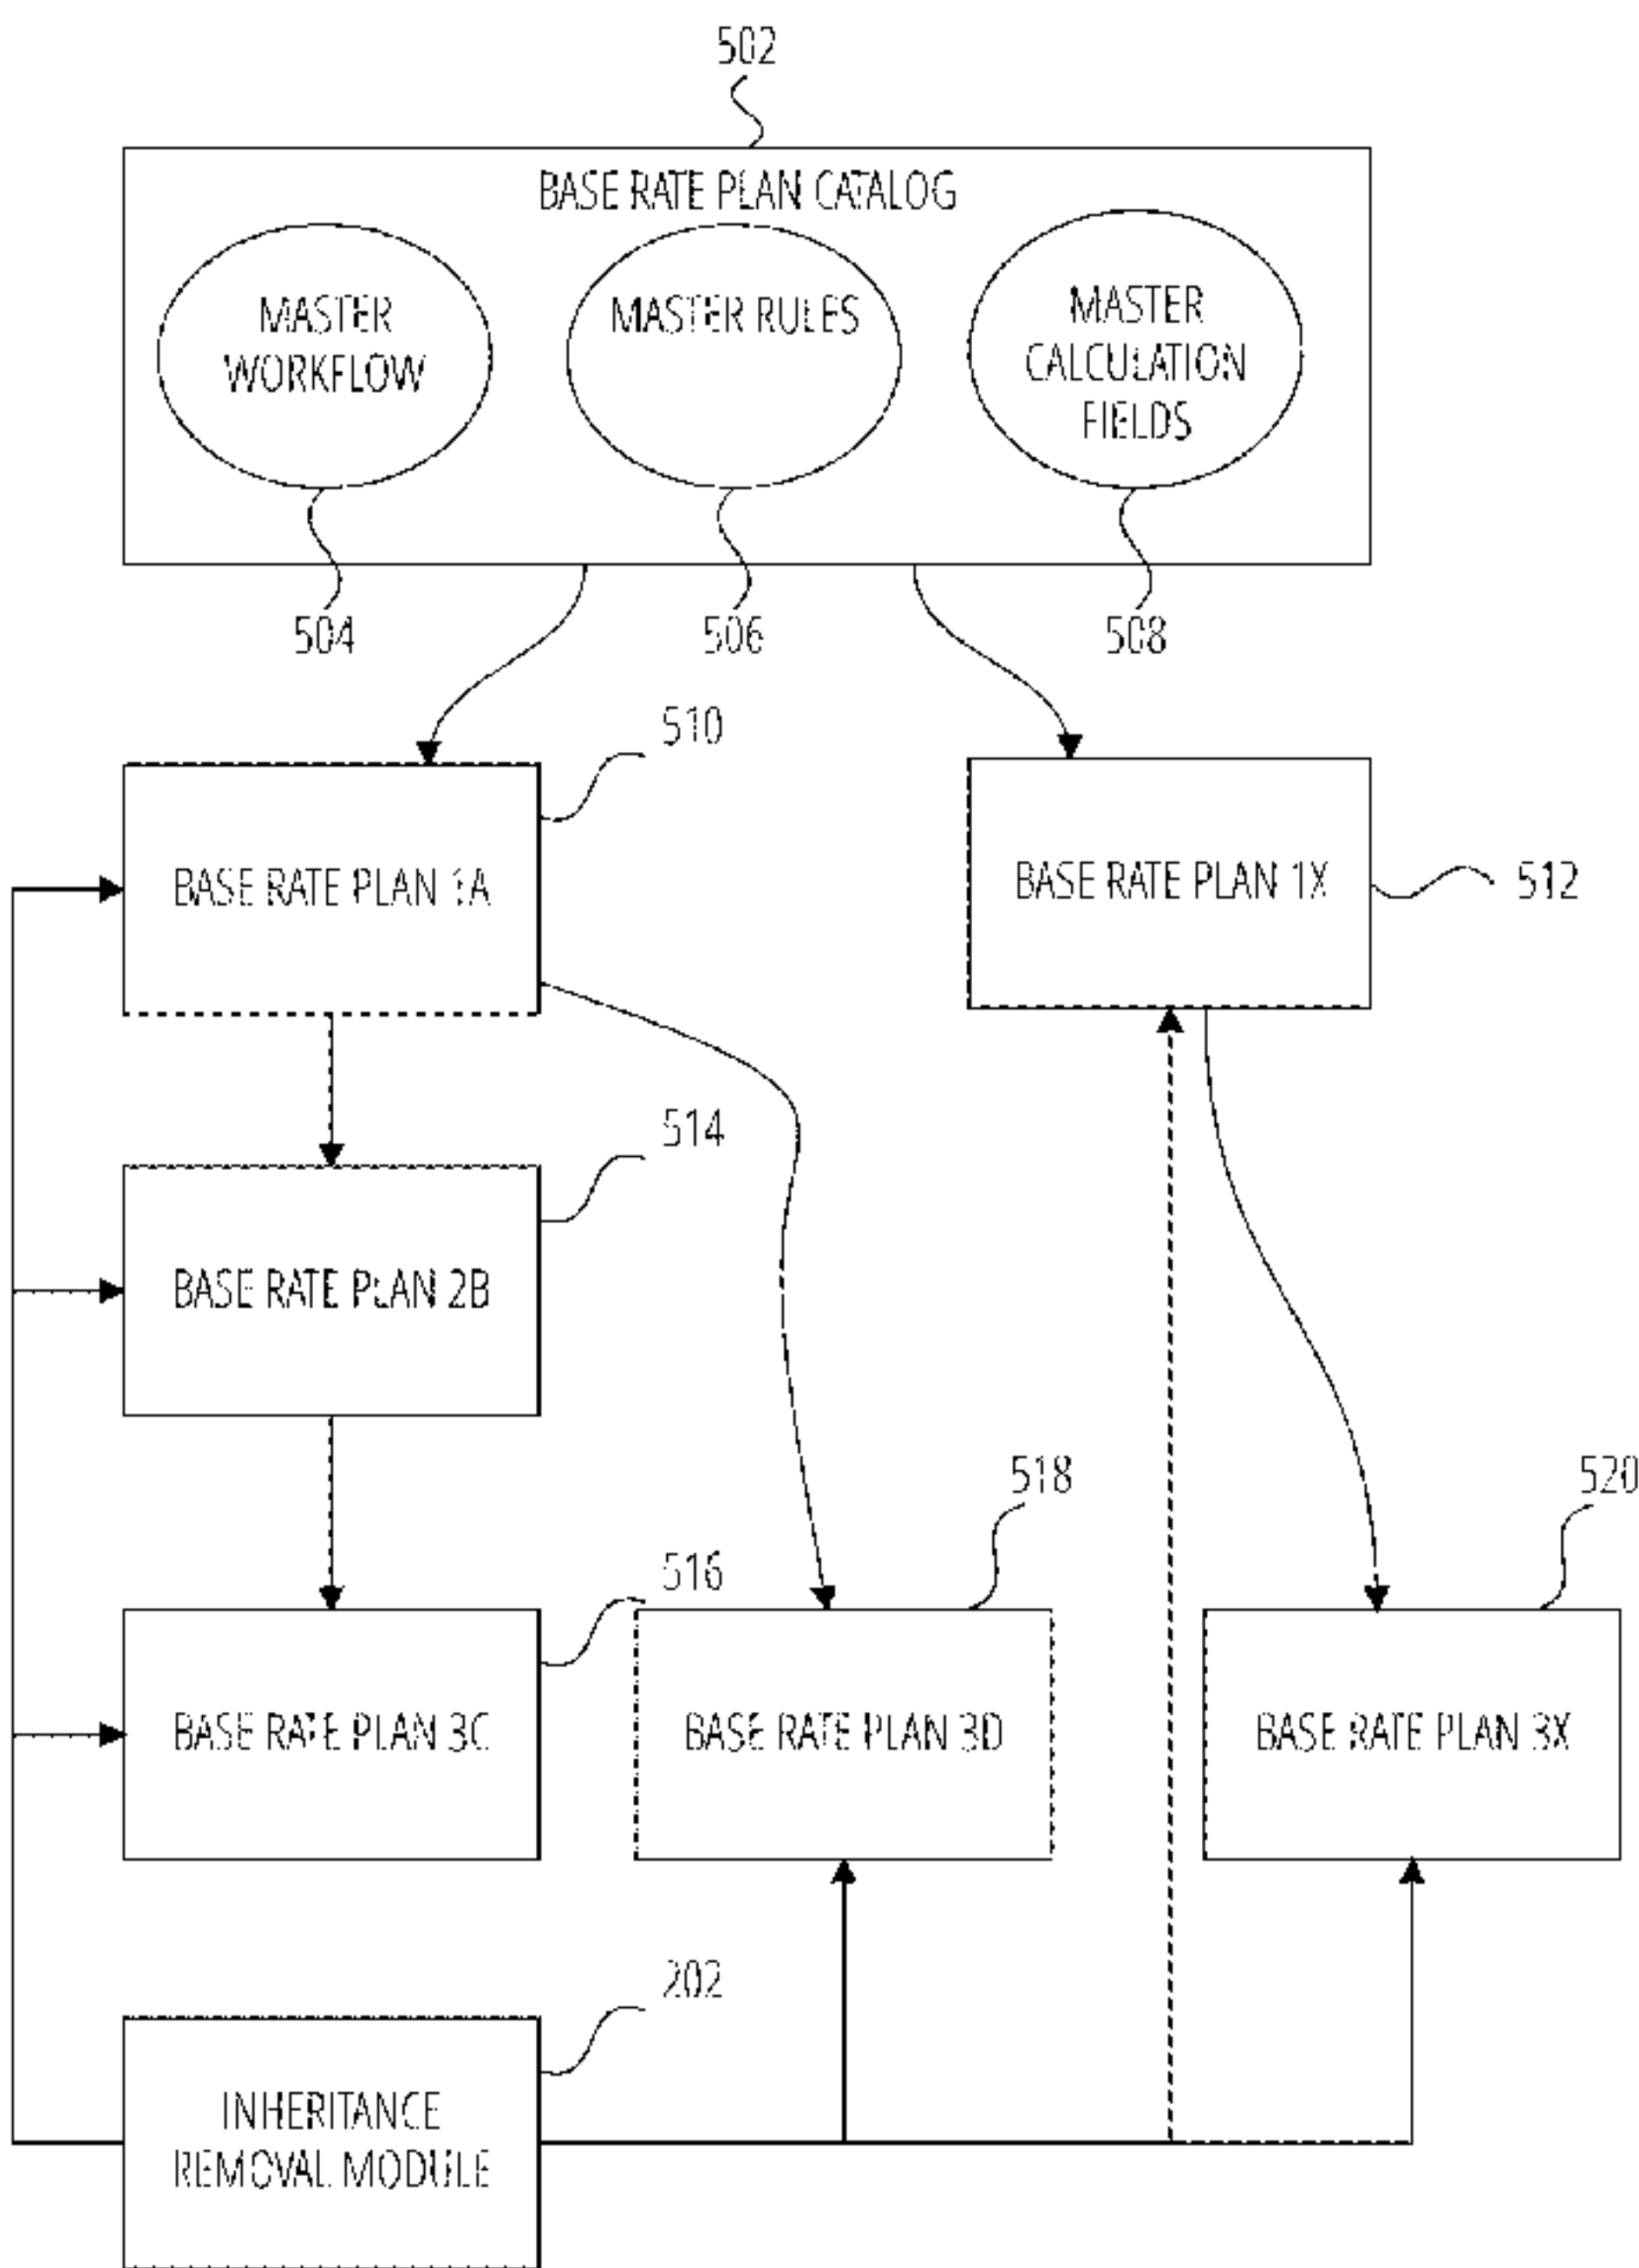 502
BASE RATE PLAN CATALOG
MASTER
WORKFLOW
MASTER RULES
MASTER
CALCULATION
FIELDS
504
506
508
510
BASE RATE PLAN 1A
BASE RATE PLAN 1X
512
514
BASE RATE PLAN 2B
518
520
516
BASE RATE PLAN 3C
BASE RATE PLAN 3D
BASE RATE PLAN 3X
202
INHERITANCE
REMOVAL MODULE